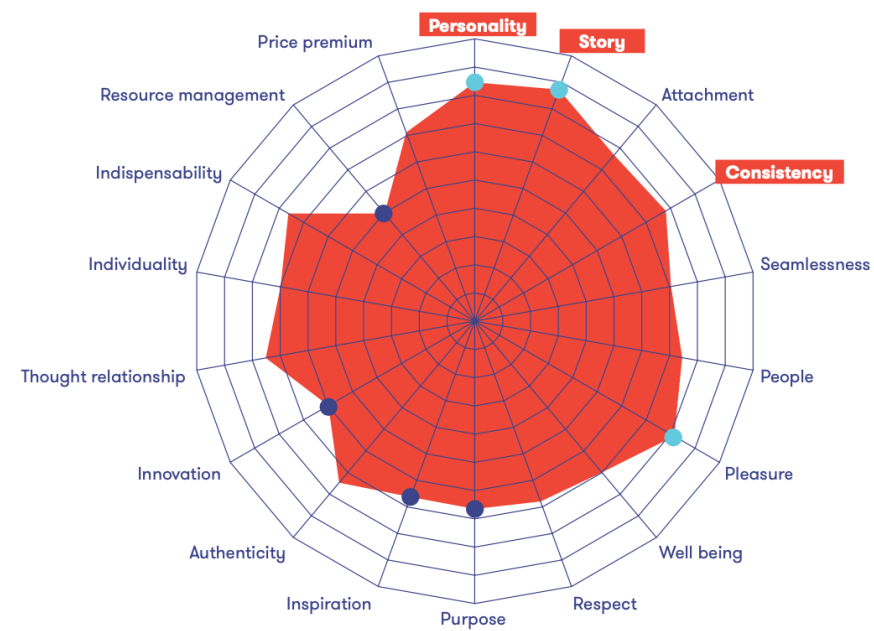 Personality
Story
Attachment
Consistency
Seamlessness
People
Pleasure
Well being
Respect
Purpose
Inspiration
Authenticity
Innovation
Thought relationship
Individuality
Indispensability
Resource management
Price premium